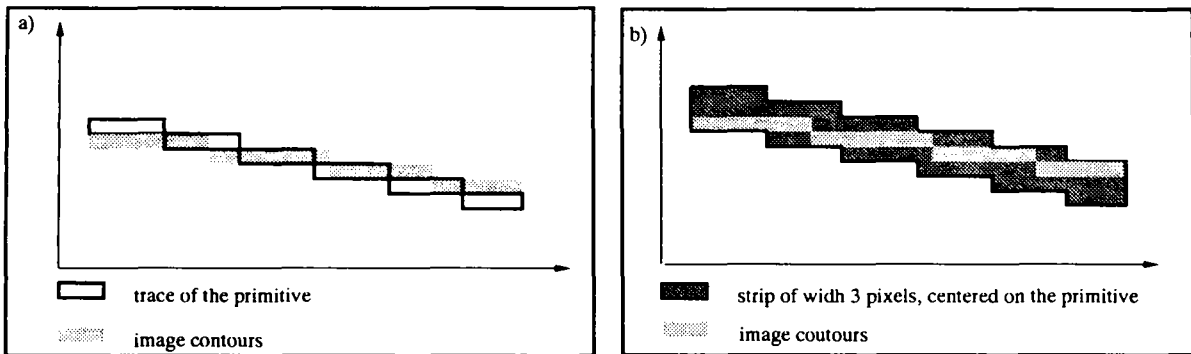 a)
trace of the primitive
image contours
b)
strip of widh 3 pixels, centered on the primitive
image coutours